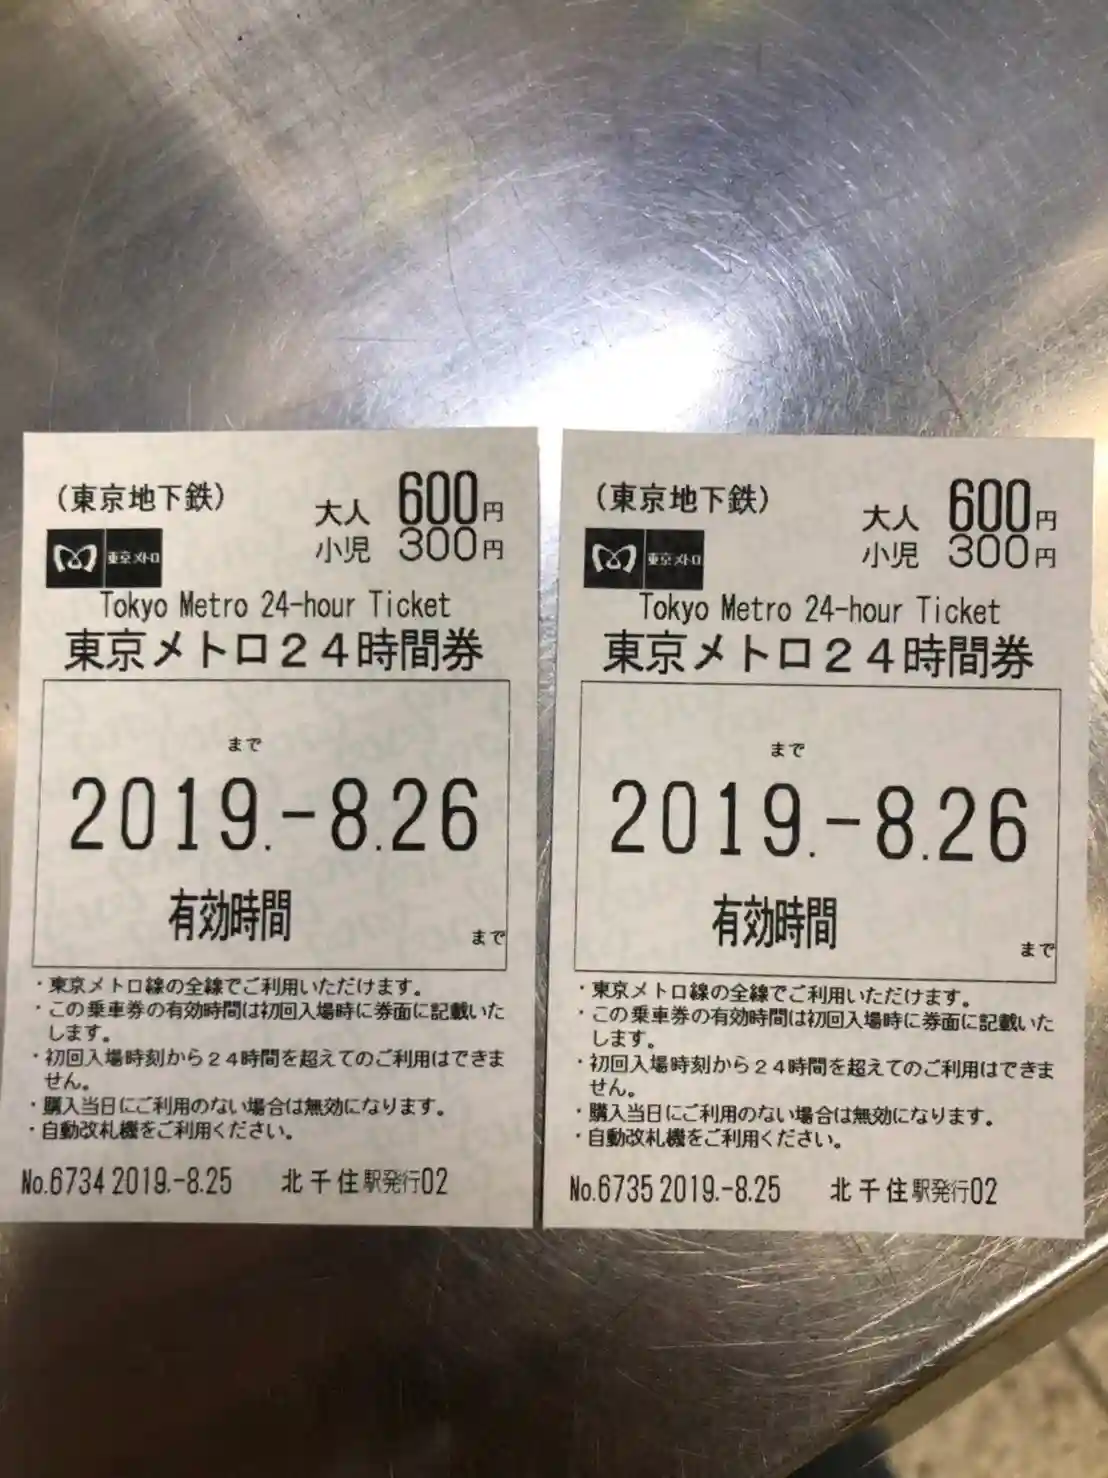 （東京地下鉄）
大人 600円
小児 300円
東京メトロ
Tokyo Metro 24-hour Ticket
東京メトロ２４時間券
まで
2019.-8.26
有効時間
まで
・東京メトロ線の全線でご利用いただけます。
・この乗車券の有効時間は初回入場時に券面に記載いた
します。
・初回入場時刻から２４時間を超えてのご利用はできま
せん。
・購入当日にご利用のない場合は無効になります。
・自動改札機をご利用ください。
No.6734 2019.-8.25 北千住駅発行02
（東京地下鉄）
大人 600円
小児 300円
東京メトロ
Tokyo Metro 24-hour Ticket
東京メトロ２４時間券
まで
2019.-8.26
有効時間
まで
・東京メトロ線の全線でご利用いただけます。
・この乗車券の有効時間は初回入場時に券面に記載いた
します。
・初回入場時刻から２４時間を超えてのご利用はできま
せん。
・購入当日にご利用のない場合は無効になります。
・自動改札機をご利用ください。
No.6735 2019.-8.25 北千住駅発行02